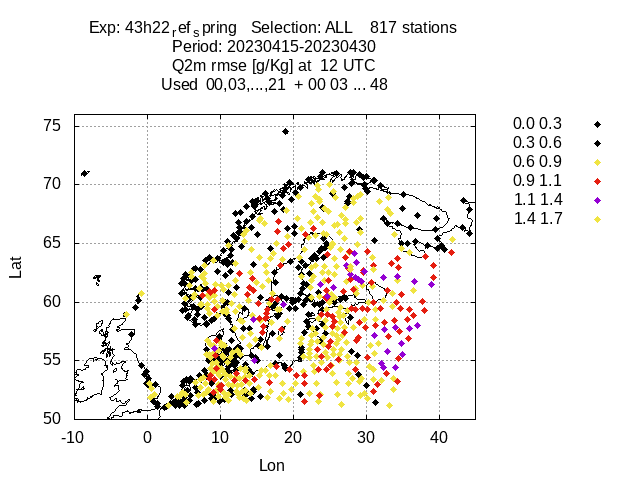 Exp: 43h22ref spring Selection: ALL 817 stations
Period: 20230415-20230430
Q2m rmse [g/Kg] at 12 UTC
Used 00,03,...,21 + 00 03 ... 48
0.0 0.3
0.3 0.6
0.6 0.9
0.9 1.1
1.1 1.4
1.4 1.7
75
70
65
60
55
50
Lat
-10 0 10 20 30 40
Lon